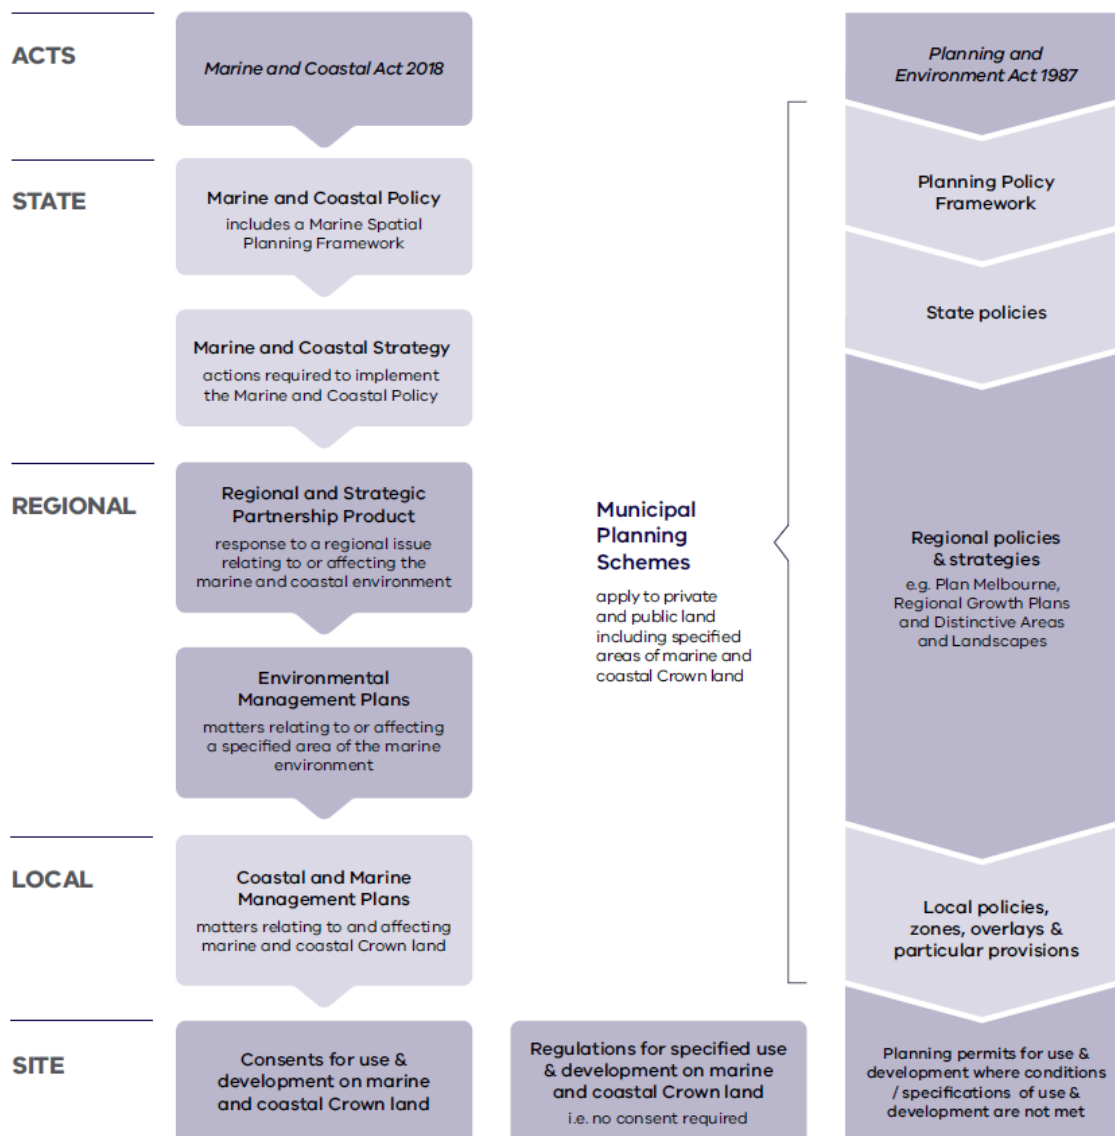 ACTS
Marine and Coastal Act 2018
Planning and
Environment Act 1987
STATE
Marine and Coastal Policy
includes a Marine Spatial
Planning Framework
Marine and Coastal Strategy
actions required to implement
the Marine and Coastal Policy
Planning Policy
Framework
State policies
REGIONAL
Regional and Strategic
Partnership Product
response to a regional issue
relating to or affecting the
marine and coastal environment
Environmental
Management Plans
matters relating to or affecting
a specified area of the marine
environment
Municipal
Planning
Schemes
apply to private
and public land
including specified
areas of marine and
coastal Crown land
Regional policies
& strategies
e.g. Plan Melbourne,
Regional Growth Plans
and Distinctive Areas
and Landscapes
LOCAL
Coastal and Marine
Management Plans
matters relating to and affecting
marine and coastal Crown land
Local policies,
zones, overlays &
particular provisions
SITE
Consents for use &
development on marine
and coastal Crown land
Regulations for specified use
& development on marine
and coastal Crown land
i.e. no consent required
Planning permits for use &
development where conditions
/ specifications of use &
development are not met